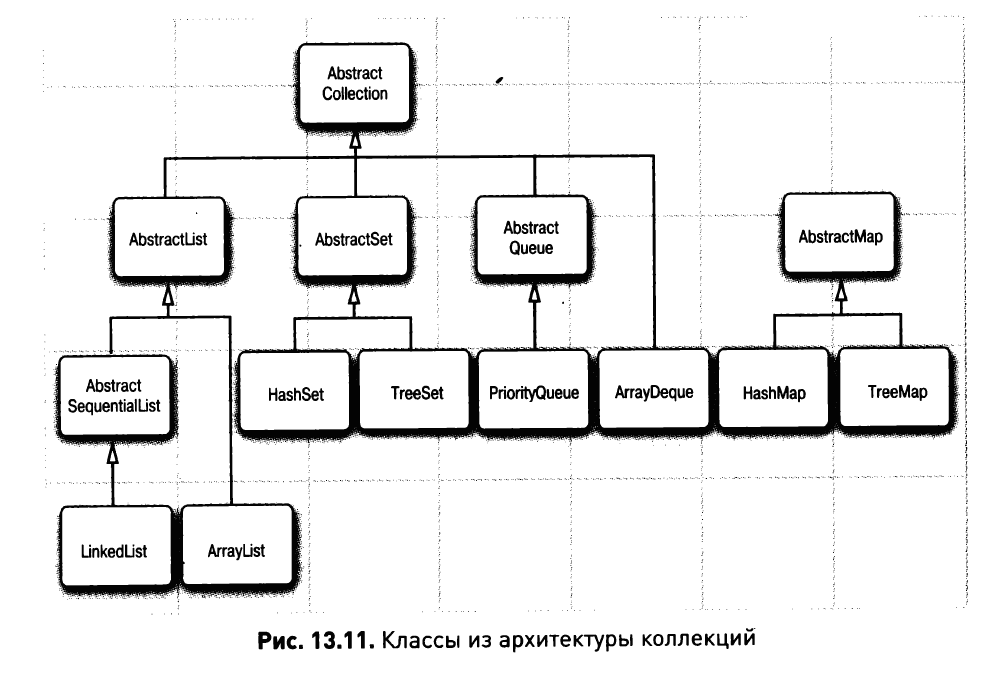 Abstract
Collection
AbstractList
AbstractSet
Abstract
Queue
AbstractMap
Abstract
SequentialList
HashSet
TreeSet
PriorityQueue
ArrayDeque
HashMap
TreeMap
LinkedList
ArrayList
Рис. 13.11. Классы из архитектуры коллекций